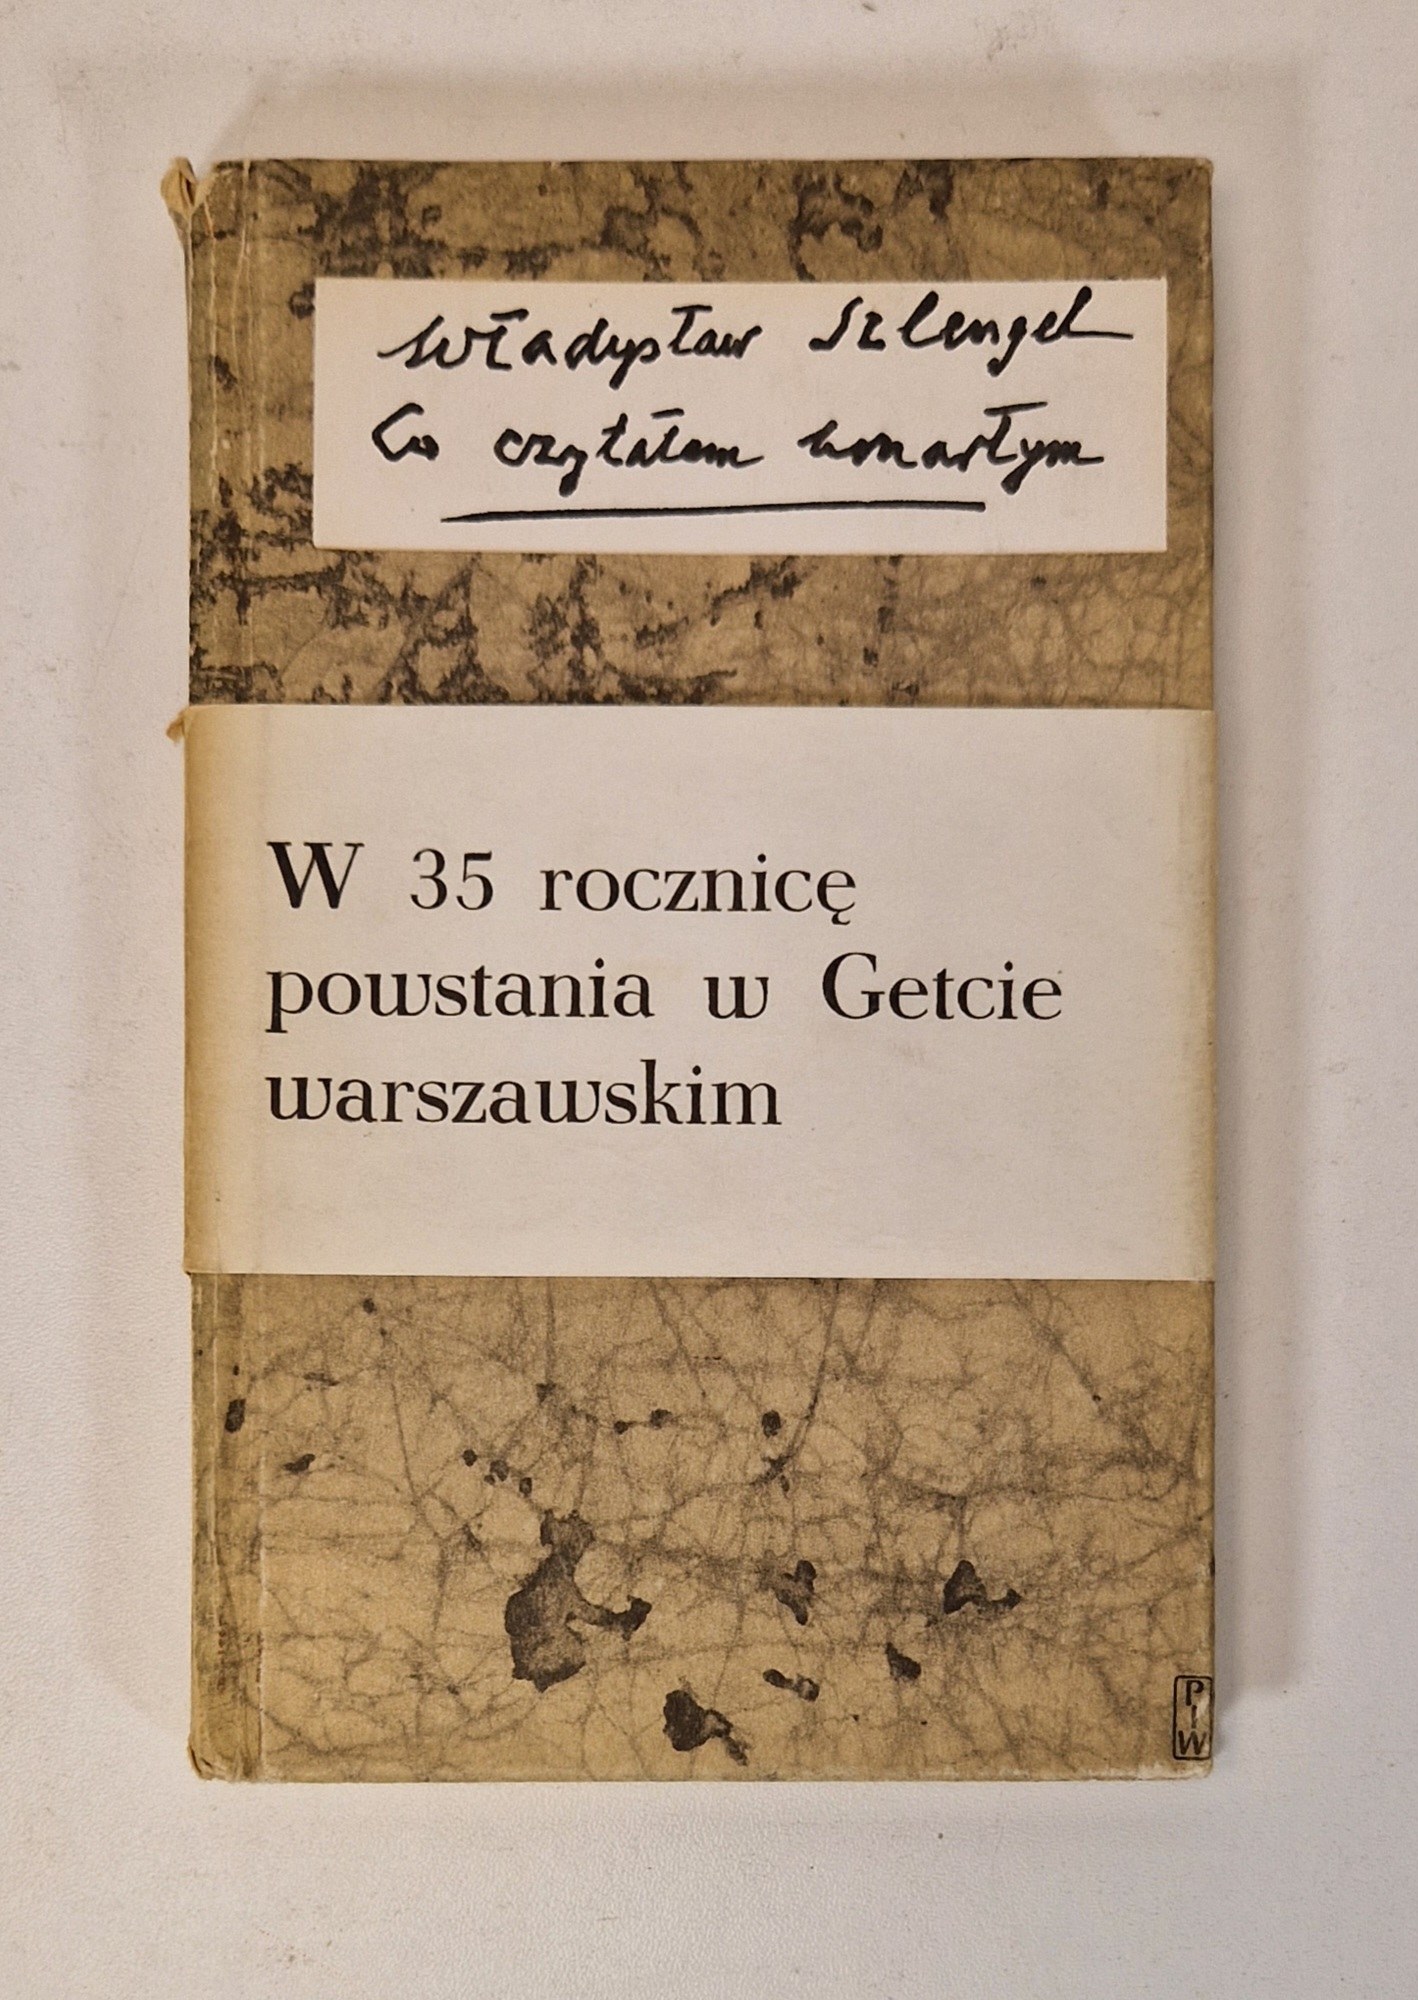 Władysław Szlengel
Co czytałem umarłym
W 35 rocznicę
powstania w Getcie
warszawskim
P
I
W